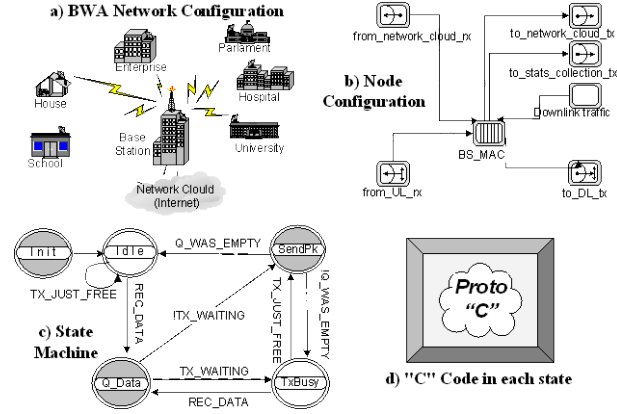 a) BWA Network Configuration
Enterprise
Parliament
House
Hospital
Base
Station
School
University
Network Clould
(Internet)
from_network_cloud_rx
to_network_cloud_tx
to_stats_collection_tx
b) Node
Configuration
Downlink traffic
BS_MAC
from_UL_rx
to_DL_tx
Init
Idle
Q_WAS_EMPTY
SendPk
TX_JUST_FREE
REC_DATA
!TX_WAITING
TX_JUST_FREE
!Q_WAS_EMPTY
c) State
Machine
Q_Data
TX_WAITING
TxBusy
REC_DATA
Proto
"C"
d) "C" Code in each state